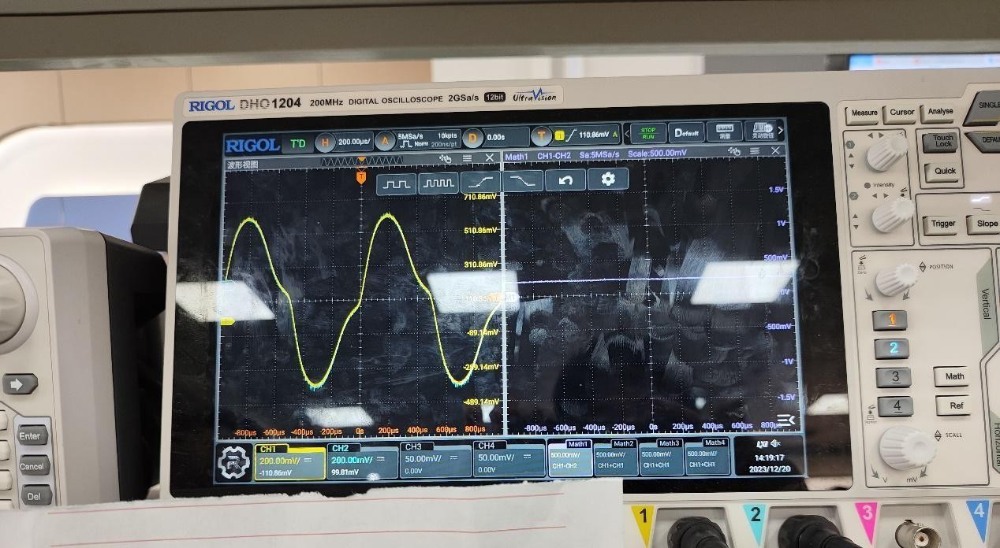 RIGOL DHO1204 200MHz DIGITAL OSCILLOSCOPE 2GSa/s 12bit UltraVision
RIGOL T'D H 200.00μs/ A 5MSa/s 10kpts Norm 200ns/pt D 0.00s T 1 110.86mV A STOP RUN Default 测量
波形视图
Math1 CH1-CH2 Sa:5MSa/s Scale:500.00mV
T
710.86mV
510.86mV
310.86mV
110.86mV
-89.14mV
-289.14mV
-489.14mV
1.5V
1V
500mV
0V
-500mV
-1V
-1.5V
-800μs -600μs -400μs -200μs 0s 200μs 400μs 600μs 800μs
-800μs -600μs -400μs -200μs 0s 200μs 400μs 600μs 800μs
CH1
200.00mV/
-110.86mV
CH2
200.00mV/
99.81mV
CH3
50.00mV/
0.00V
CH4
50.00mV/
0.00V
Math1
500.00mV/
CH1-CH2
Math2
500.00mV/
CH1+CH1
Math3
500.00mV/
CH1+CH1
Math4
500.00mV/
CH1+CH1
LXI
14:19:17
2023/12/20
Measure Cursor Analyse
SINGLE
Touch Lock
Quick
Intensity
Trigger Slope
POSITION
Vertical
1
2
3
4
Math
Ref
SCALE
V mV
Horizontal
Enter
Cancel
Del
1 2 3 4